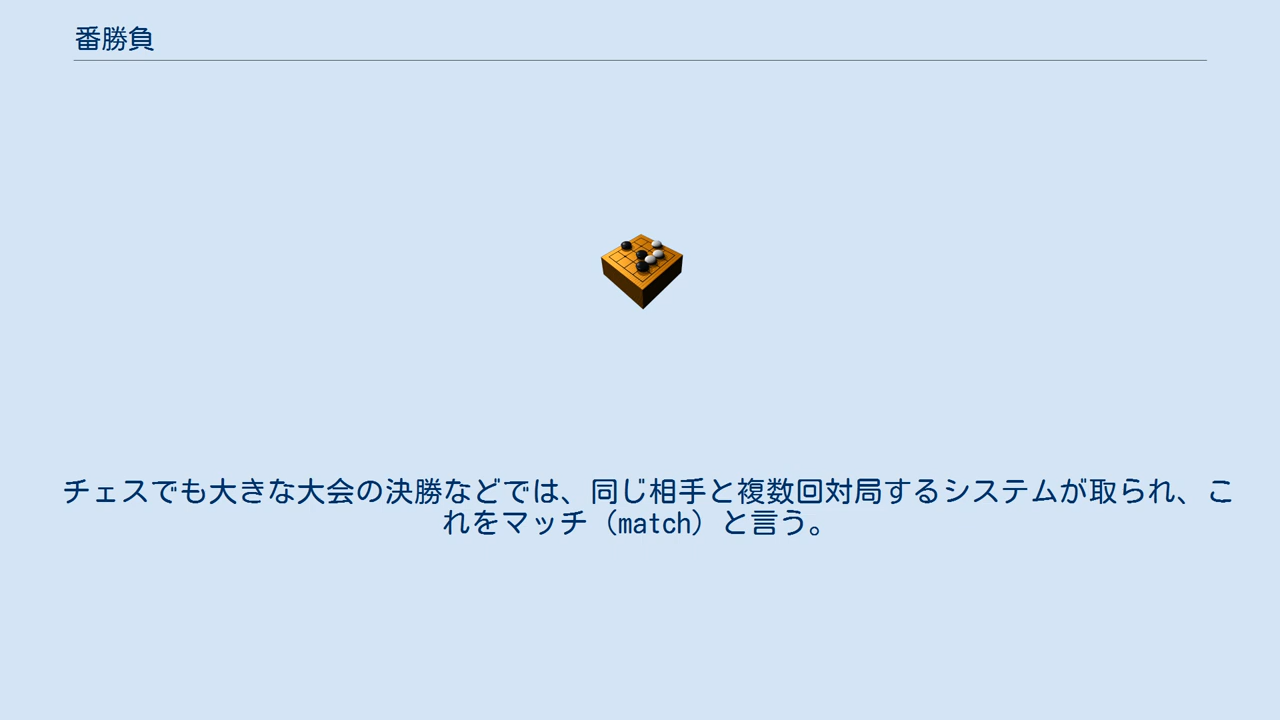 番勝負
チェスでも大きな大会の決勝などでは、同じ相手と複数回対局するシステムが取られ、こ
れをマッチ（match）と言う。